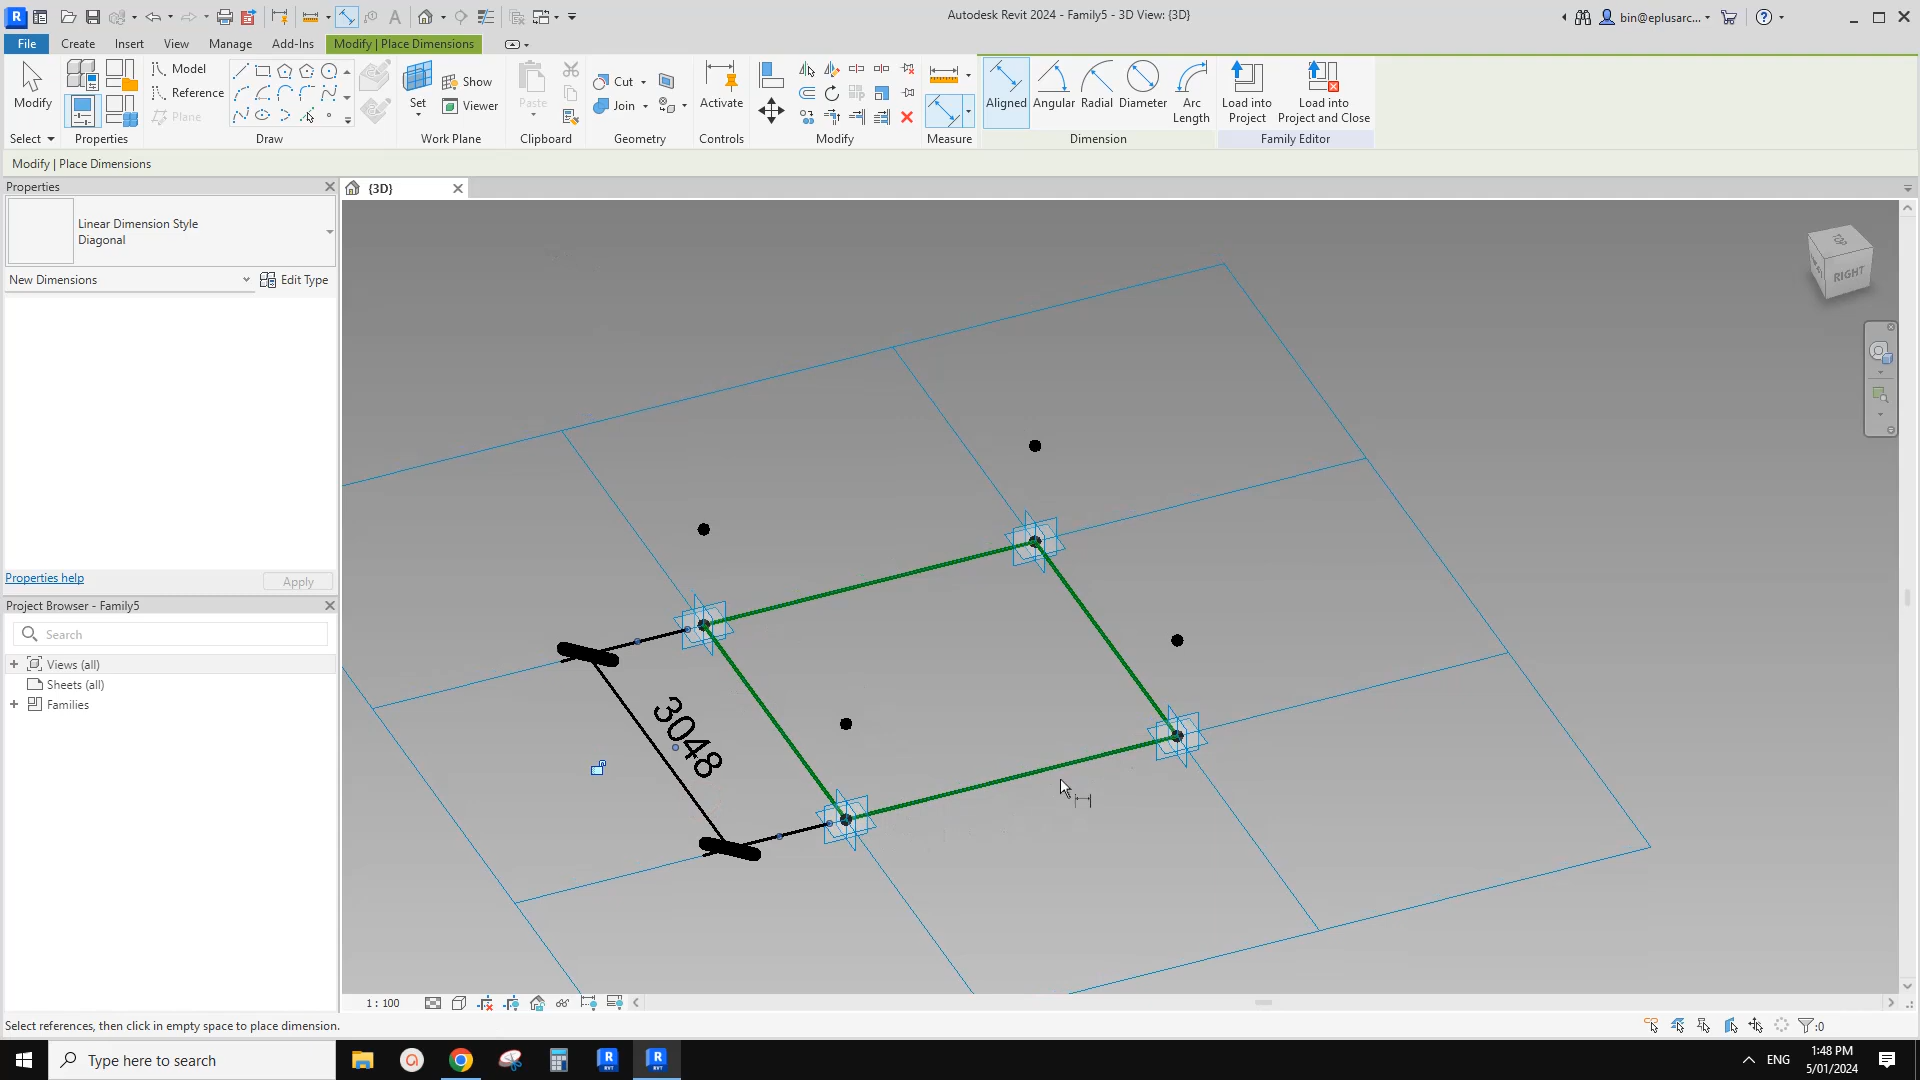 Autodesk Revit 2024 - Family5 - 3D View: {3D}
bin@eplusarc...
File
Create
Insert
View
Manage
Add-Ins
Modify | Place Dimensions
Modify
Select
Properties
Model
Reference
Plane
Draw
Set
Show
Viewer
Work Plane
Paste
Clipboard
Cut
Join
Geometry
Activate
Controls
Modify
Measure
Aligned
Angular
Radial
Diameter
Arc
Length
Dimension
Load into
Project
Load into
Project and Close
Family Editor
Modify | Place Dimensions
Properties
Linear Dimension Style
Diagonal
New Dimensions
Edit Type
Properties help
Apply
Project Browser - Family5
Search
Views (all)
Sheets (all)
Families
{3D}
TOP
RIGHT
3048
1 : 100
Select references, then click in empty space to place dimension.
:0
Type here to search
ENG
1:48 PM
5/01/2024